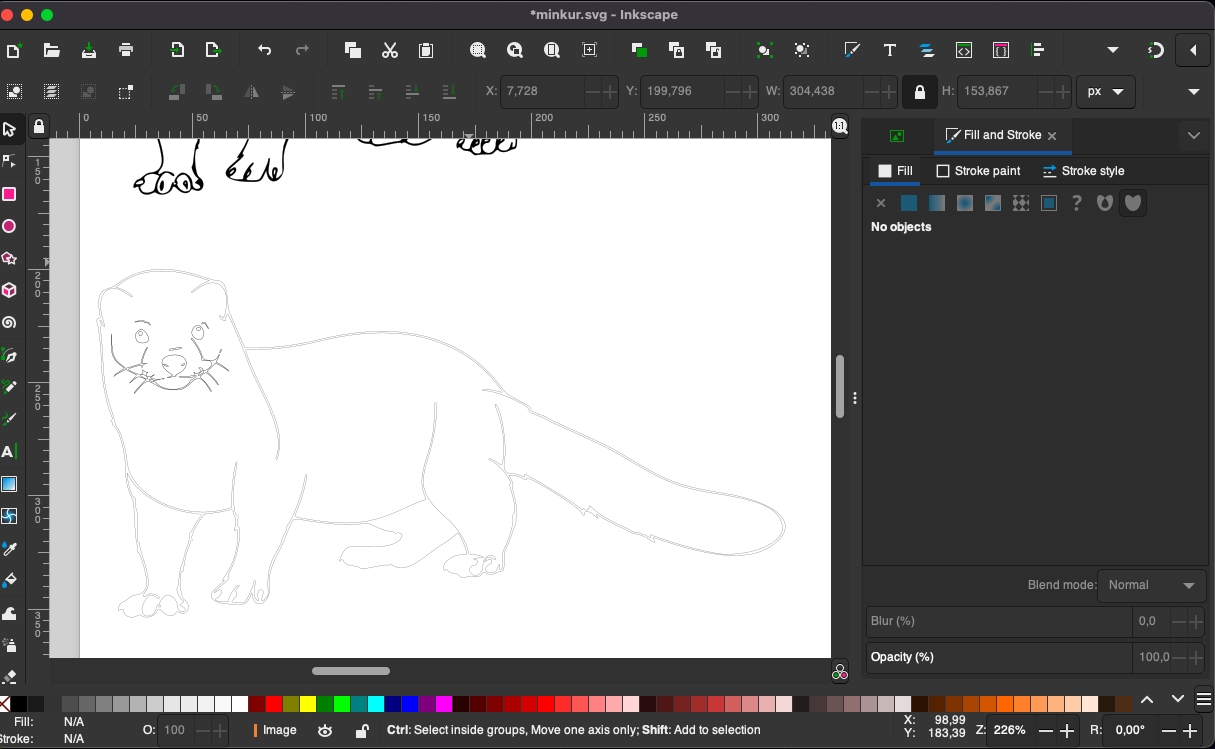 *minkur.svg - Inkscape
X: 7,728 Y: 199,796 W: 304,438 H: 153,867 px
0 50 100 150 200 250 300
1:1
Fill and Stroke
150
200
250
300
350
Fill Stroke paint Stroke style
No objects
Blend mode: Normal
Blur (%) 0,0
Opacity (%) 100,0
Fill: N/A
Stroke: N/A
O: 100
Image
Ctrl: Select inside groups, Move one axis only; Shift: Add to selection
X: 98,99
Y: 183,39
Z: 226%
R: 0,00°